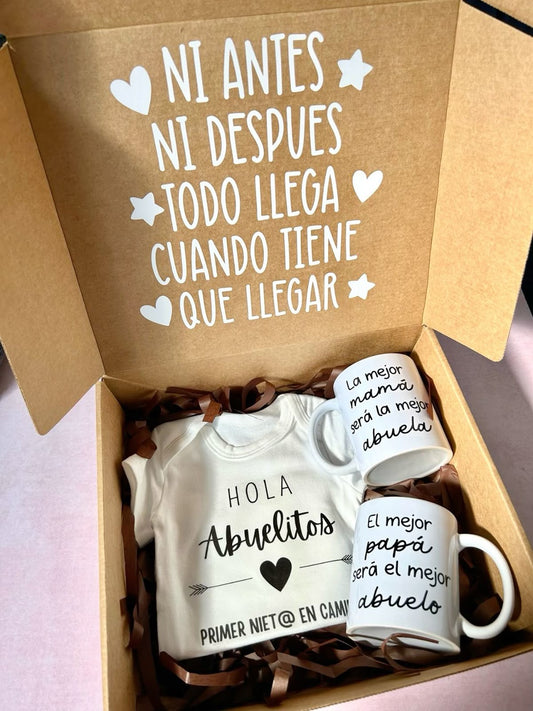 NI ANTES
NI DESPUES
TODO LLEGA
CUANDO TIENE
QUE LLEGAR
La mejor
mamá
será la mejor
abuela
HOLA
Abuelitos
PRIMER NIET@ EN
El mejor
papá
será el mejor
abuelo